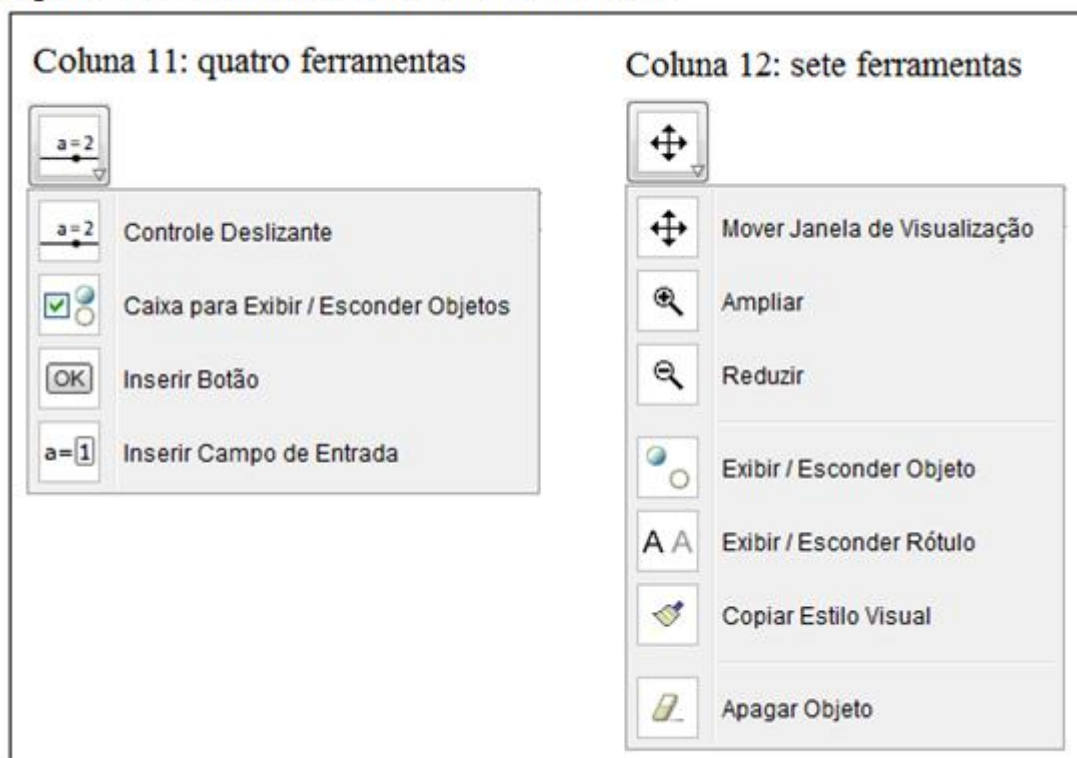 Coluna 11: quatro ferramentas
a=2
a=2
Controle Deslizante
Caixa para Exibir / Esconder Objetos
OK
Inserir Botão
a=1
Inserir Campo de Entrada
Coluna 12: sete ferramentas
Mover Janela de Visualização
Ampliar
Reduzir
Exibir / Esconder Objeto
A A
Exibir / Esconder Rótulo
Copiar Estilo Visual
Apagar Objeto